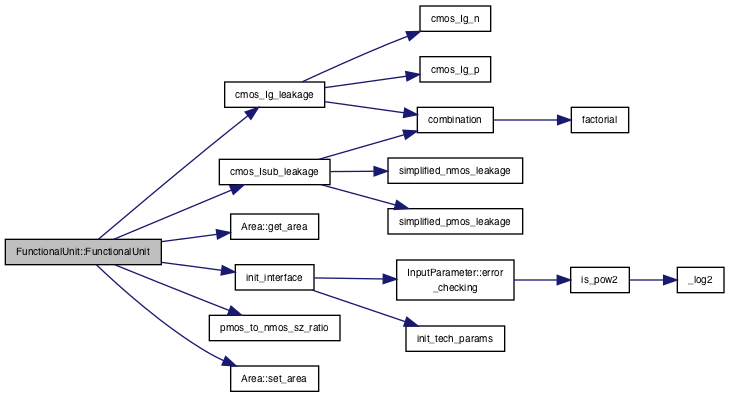 cmos_Ig_n
cmos_Ig_p
cmos_Ig_leakage
combination
factorial
cmos_Isub_leakage
simplified_nmos_leakage
simplified_pmos_leakage
Area::get_area
FunctionalUnit::FunctionalUnit
init_interface
InputParameter::error
_checking
is_pow2
_log2
pmos_to_nmos_sz_ratio
init_tech_params
Area::set_area